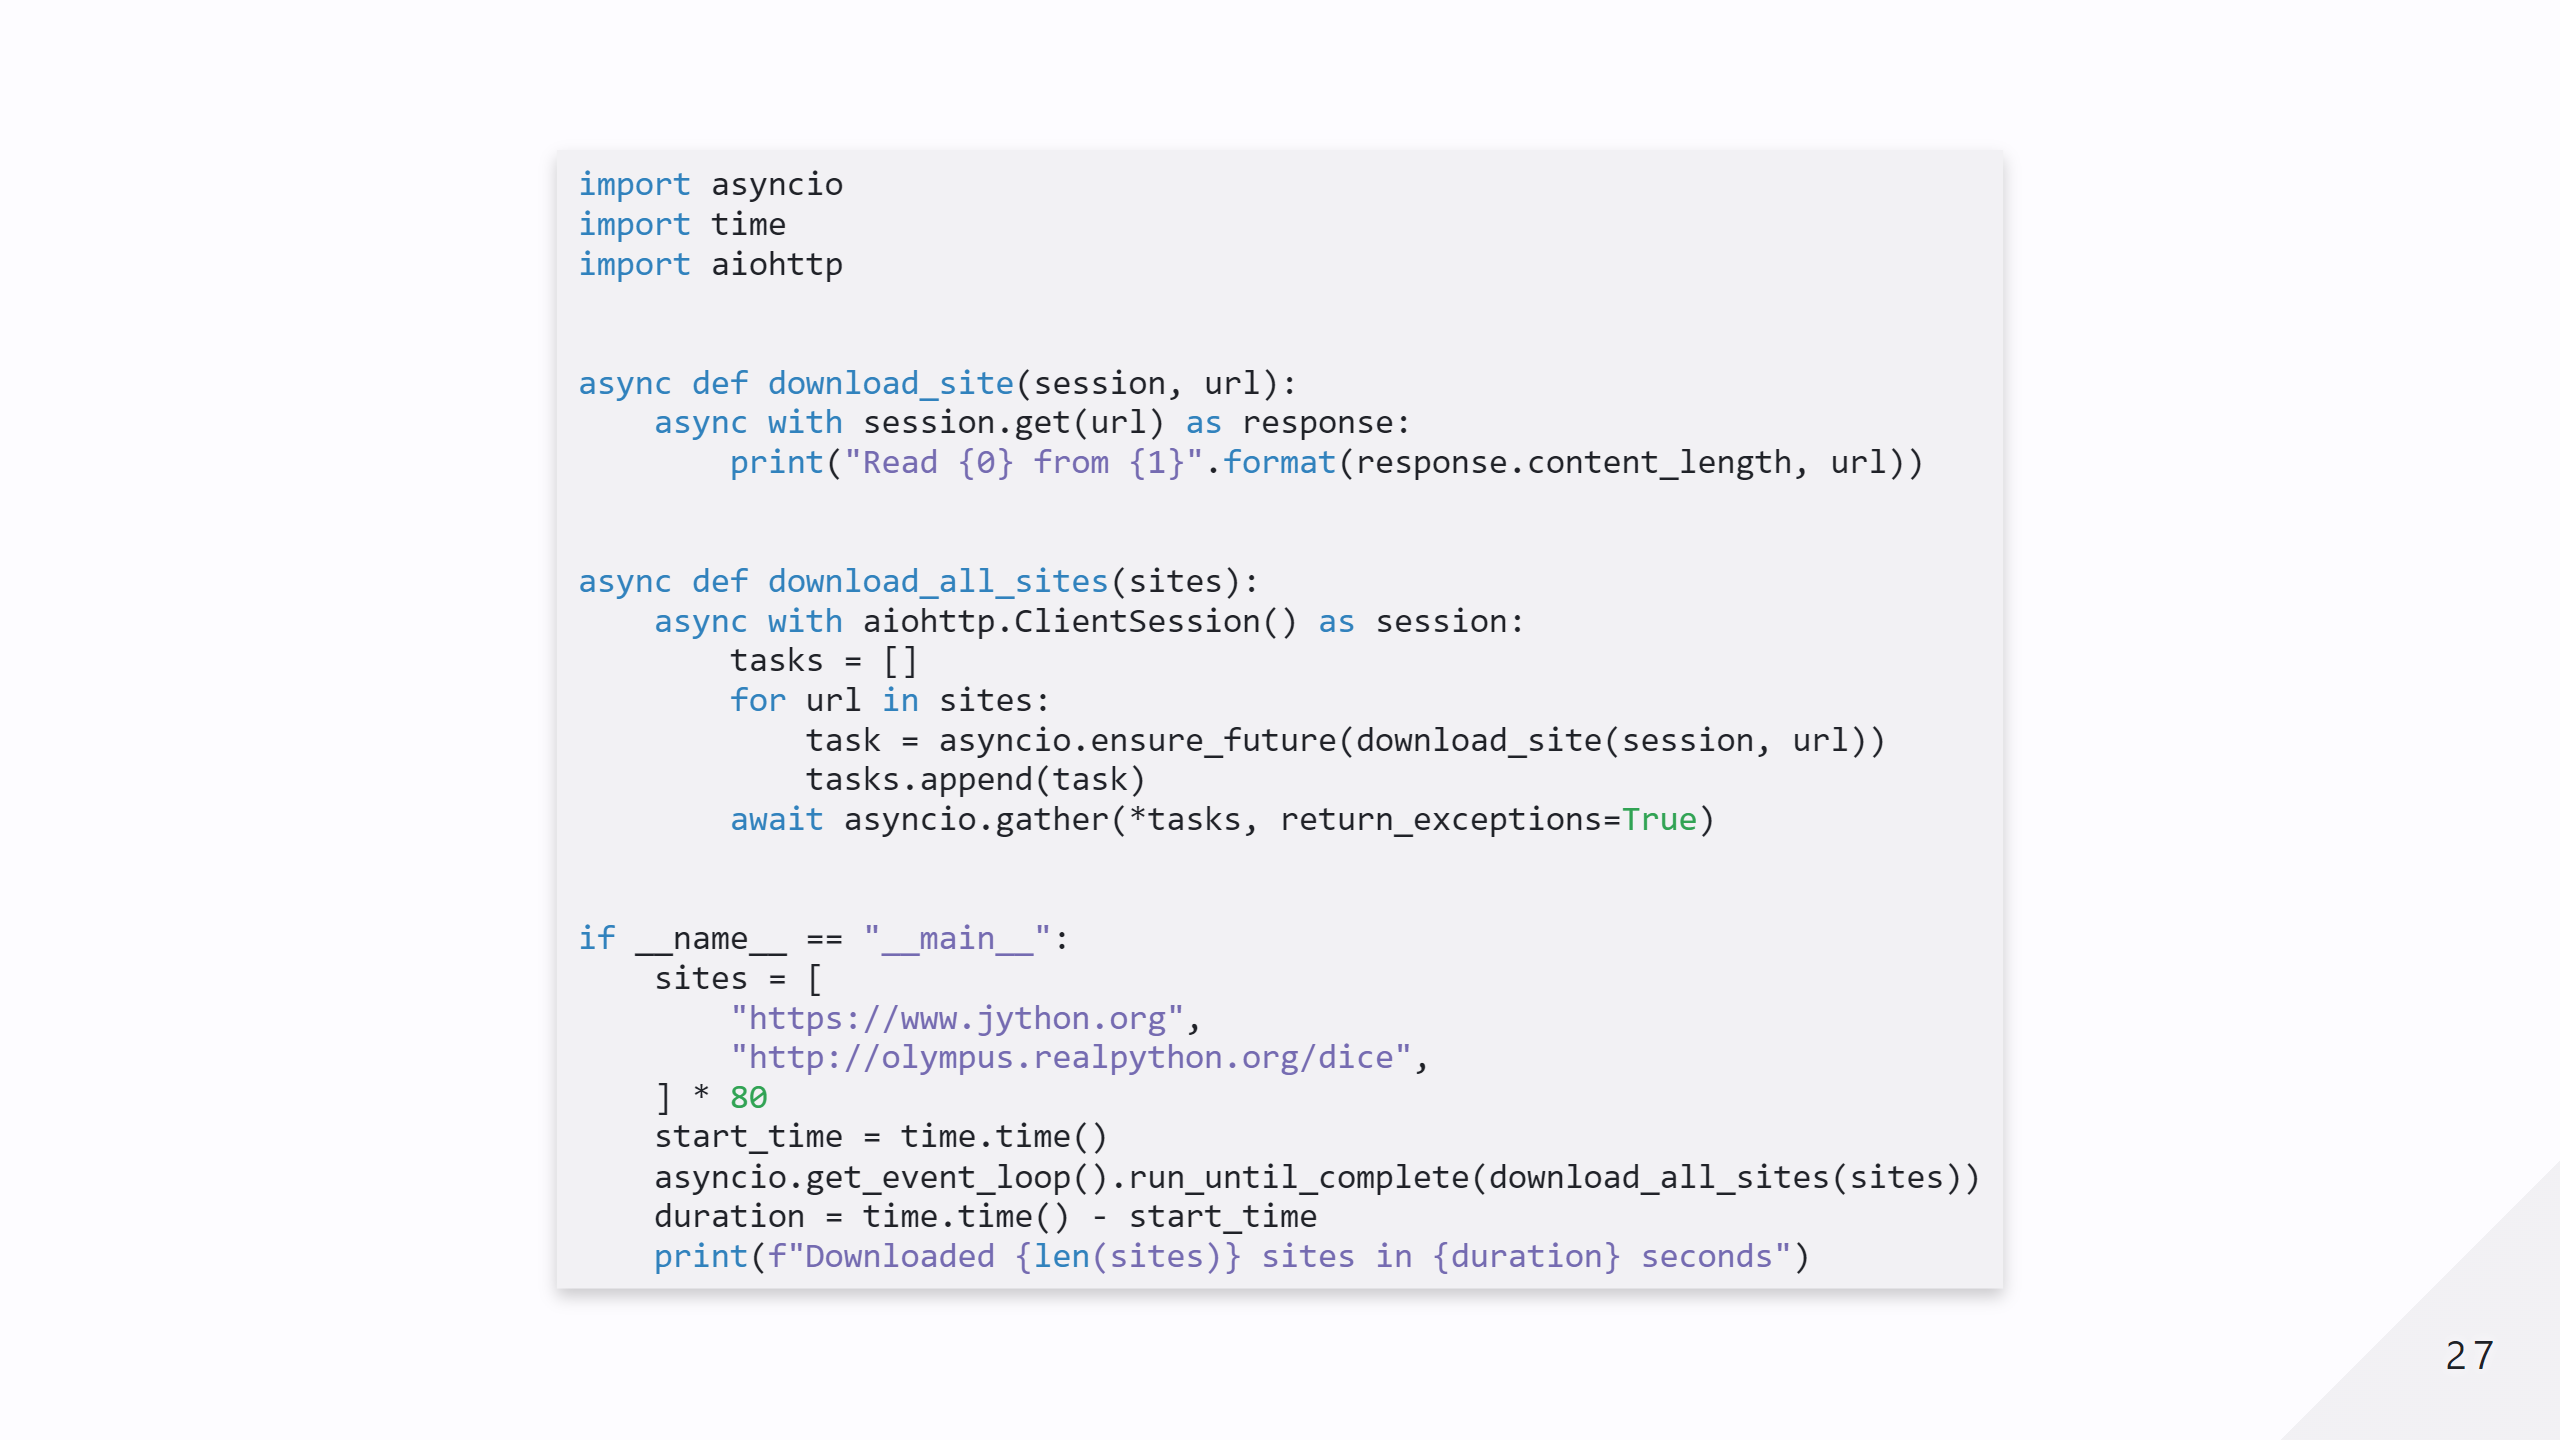 import asyncio
import time
import aiohttp
async def download_site(session, url):
    async with session.get(url) as response:
        print("Read {0} from {1}".format(response.content_length, url))
async def download_all_sites(sites):
    async with aiohttp.ClientSession() as session:
        tasks = []
        for url in sites:
            task = asyncio.ensure_future(download_site(session, url))
            tasks.append(task)
        await asyncio.gather(*tasks, return_exceptions=True)
if __name__ == "__main__":
    sites = [
        "https://www.jython.org",
        "http://olympus.realpython.org/dice",
    ] * 80
    start_time = time.time()
    asyncio.get_event_loop().run_until_complete(download_all_sites(sites))
    duration = time.time() - start_time
    print(f"Downloaded {len(sites)} sites in {duration} seconds")
27